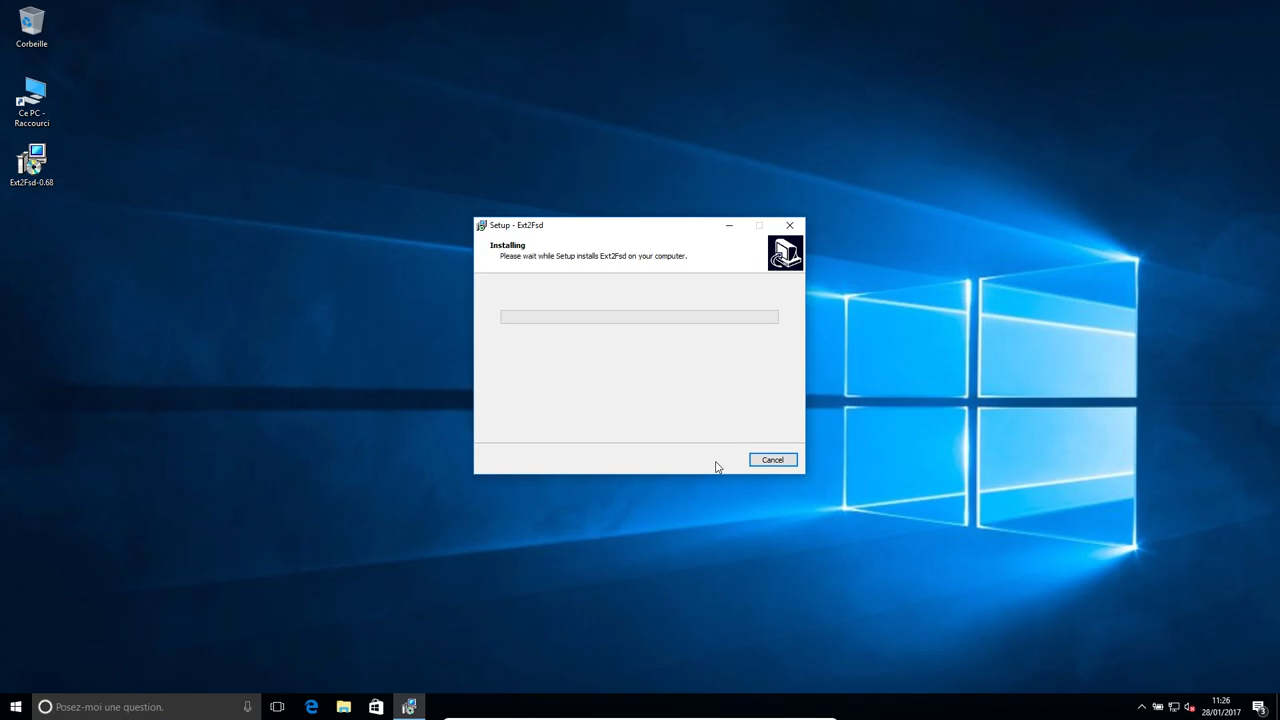 Corbeille
Ce PC -
Raccourci
Ext2Fsd-0.68
Setup - Ext2Fsd
Installing
Please wait while Setup installs Ext2Fsd on your computer.
Cancel
Posez-moi une question.
11:26
28/01/2017
3